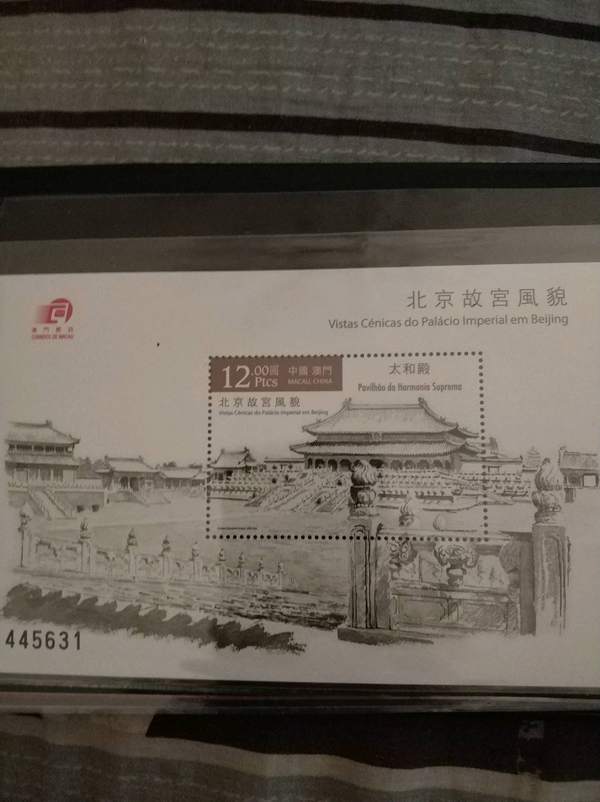 北京故宮風貌
Vistas Cénicas do Palácio Imperial em Beijing
澳門郵政
CORREIOS DE MACAU
12.00圓
Ptcs
中國 澳門
MACAU, CHINA
太和殿
Pavilhão da Harmonia Suprema
北京故宮風貌
Vistas Cénicas do Palácio Imperial em Beijing
445631